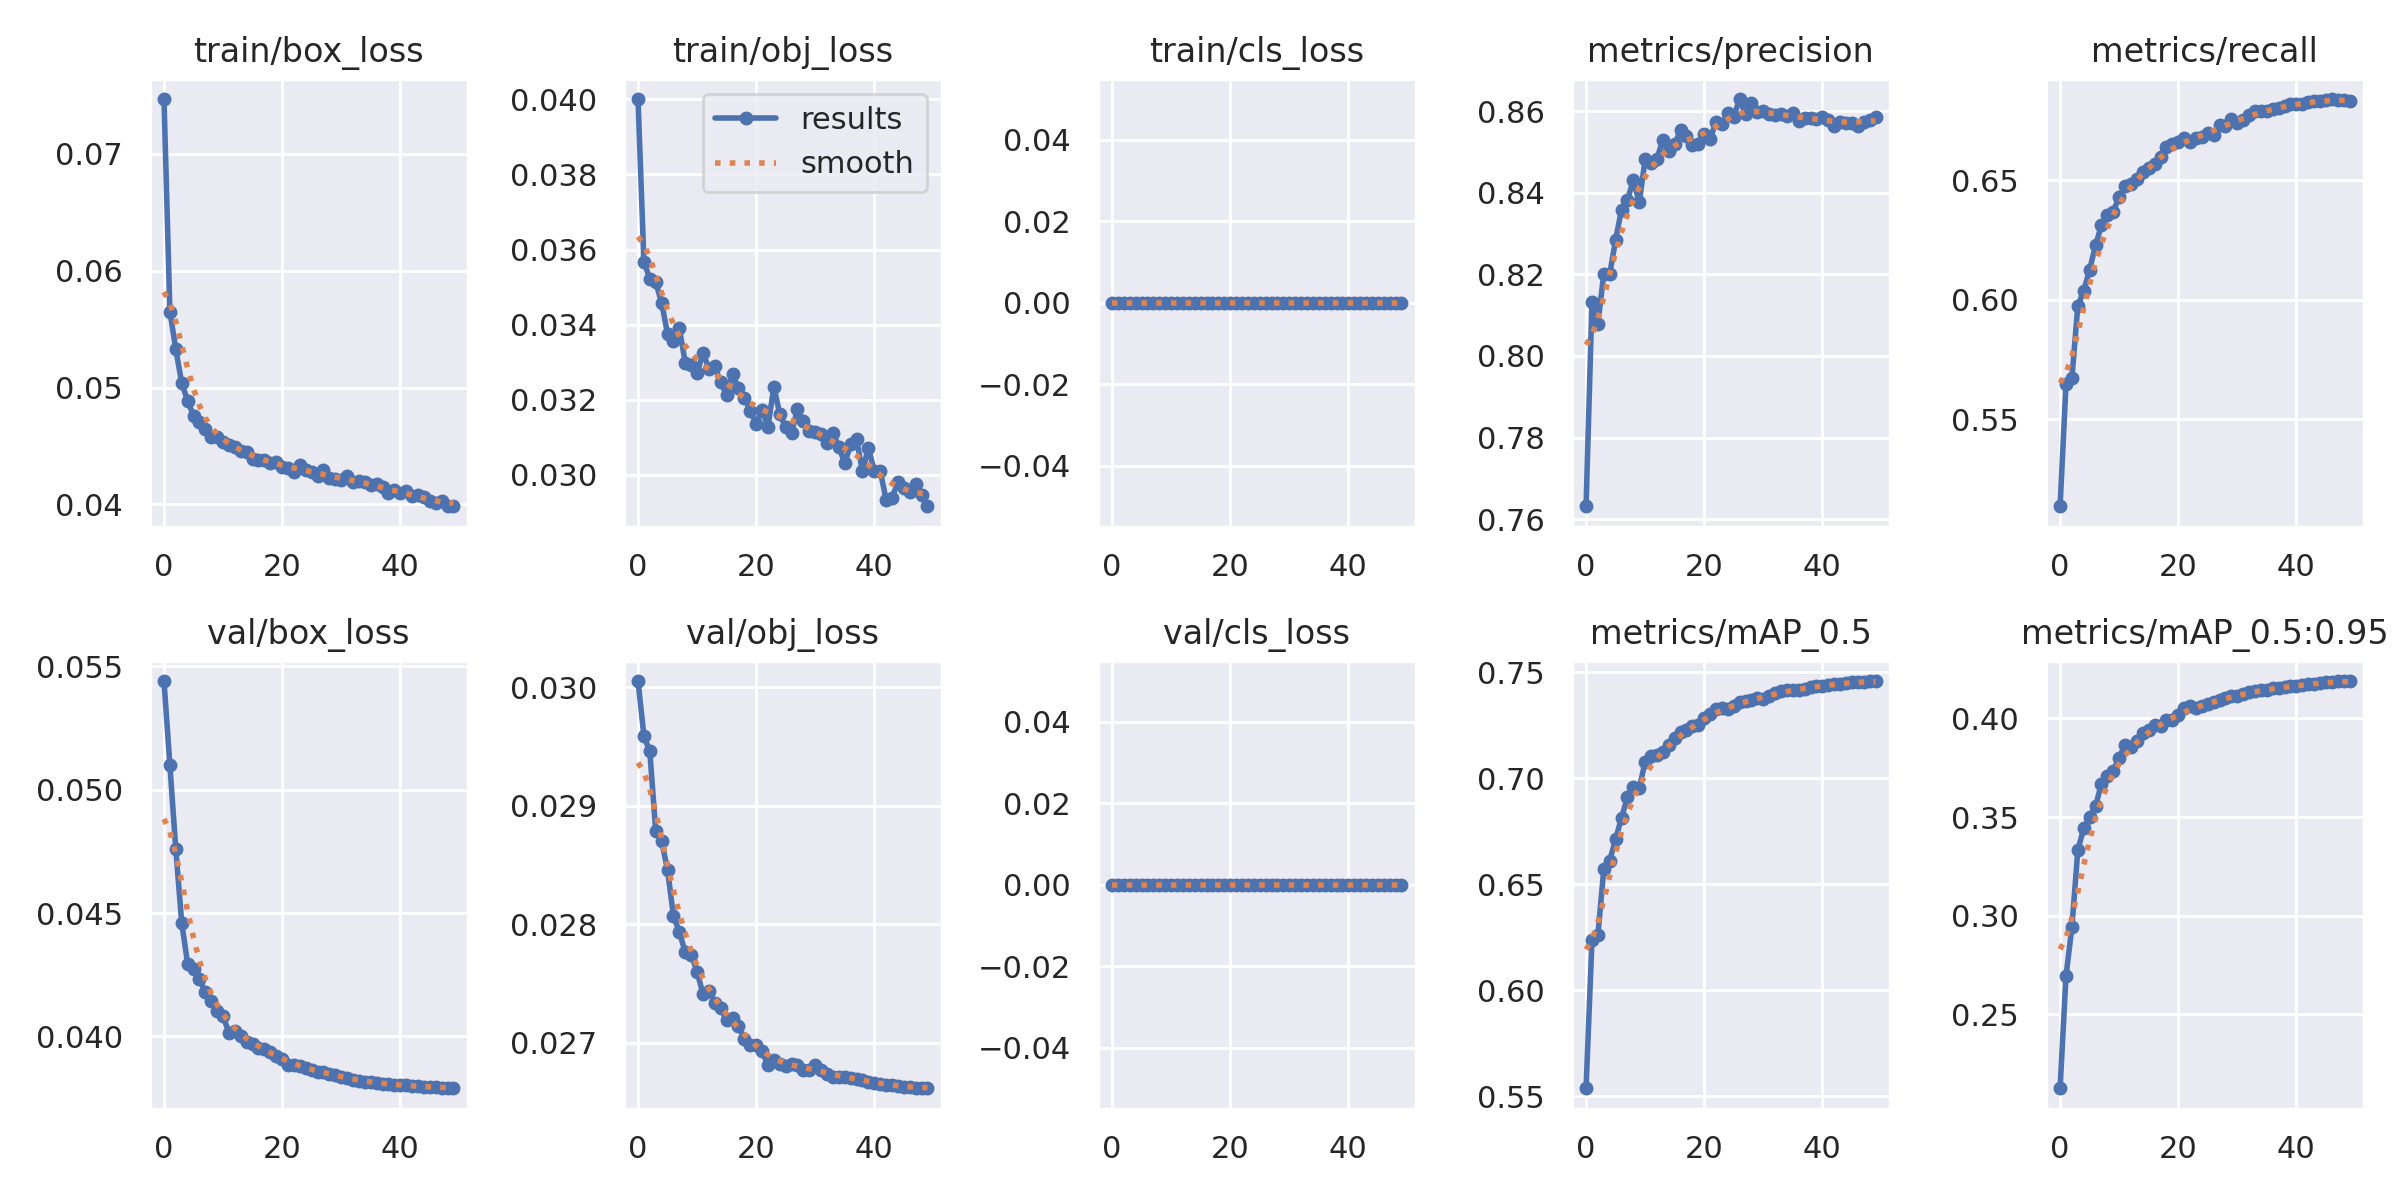 train/box_loss
0.07
0.06
0.05
0.04
0 20 40
train/obj_loss
0.040
0.038
0.036
0.034
0.032
0.030
results
smooth
0 20 40
train/cls_loss
0.04
0.02
0.00
−0.02
−0.04
0 20 40
metrics/precision
0.86
0.84
0.82
0.80
0.78
0.76
0 20 40
metrics/recall
0.65
0.60
0.55
0 20 40
val/box_loss
0.055
0.050
0.045
0.040
0 20 40
val/obj_loss
0.030
0.029
0.028
0.027
0 20 40
val/cls_loss
0.04
0.02
0.00
−0.02
−0.04
0 20 40
metrics/mAP_0.5
0.75
0.70
0.65
0.60
0.55
0 20 40
metrics/mAP_0.5:0.95
0.40
0.35
0.30
0.25
0 20 40